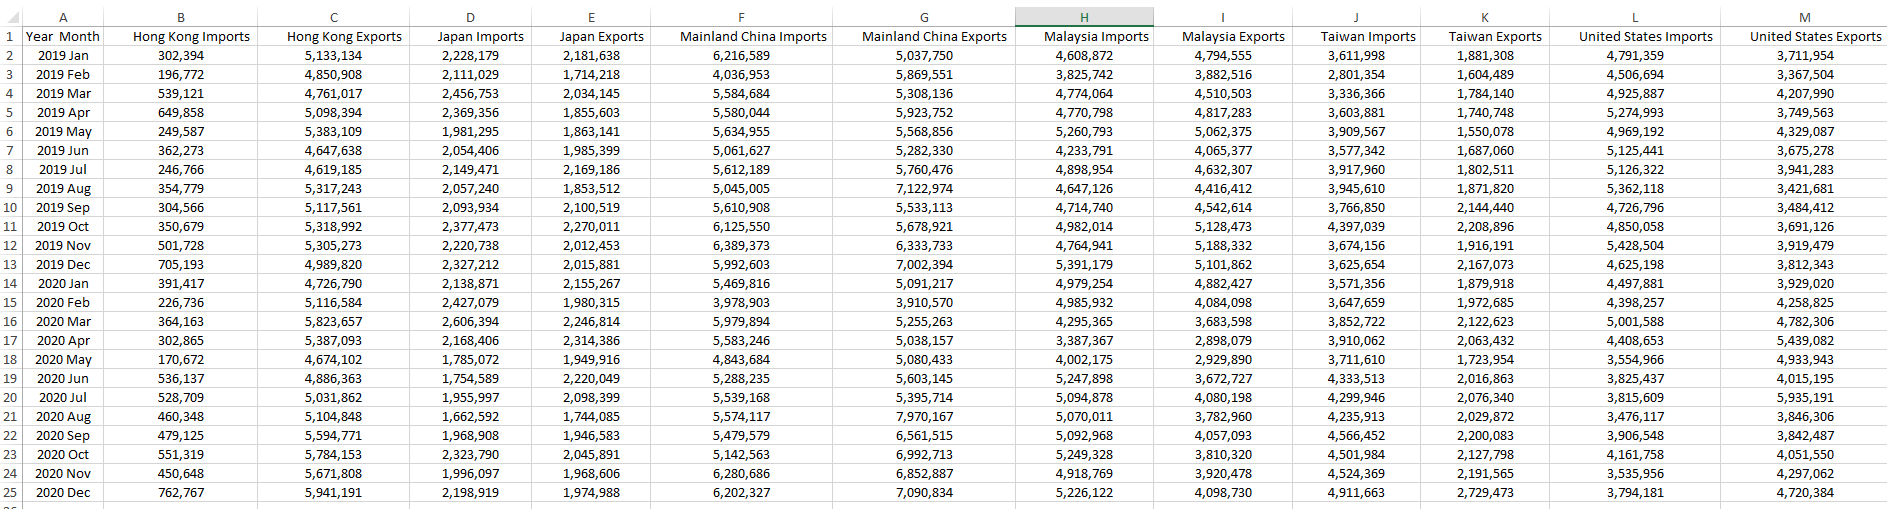 A B C D E F G H I J K L M
1 Year Month Hong Kong Imports Hong Kong Exports Japan Imports Japan Exports Mainland China Imports Mainland China Exports Malaysia Imports Malaysia Exports Taiwan Imports Taiwan Exports United States Imports United States Exports
2 2019 Jan 302,394 5,133,134 2,228,179 2,181,638 6,216,589 5,037,750 4,608,872 4,794,555 3,611,998 1,881,308 4,791,359 3,711,954
3 2019 Feb 196,772 4,850,908 2,111,029 1,714,218 4,036,953 5,869,551 3,825,742 3,882,516 2,801,354 1,604,489 4,506,694 3,367,504
4 2019 Mar 539,121 4,761,017 2,456,753 2,034,145 5,584,684 5,308,136 4,774,064 4,510,503 3,336,366 1,784,140 4,925,887 4,207,990
5 2019 Apr 649,858 5,098,394 2,369,356 1,855,603 5,580,044 5,923,752 4,770,798 4,817,283 3,603,881 1,740,748 5,274,993 3,749,563
6 2019 May 249,587 5,383,109 1,981,295 1,863,141 5,634,955 5,568,856 5,260,793 5,062,375 3,909,567 1,550,078 4,969,192 4,329,087
7 2019 Jun 362,273 4,647,638 2,054,406 1,985,399 5,061,627 5,282,330 4,233,791 4,065,377 3,577,342 1,687,060 5,125,441 3,675,278
8 2019 Jul 246,766 4,619,185 2,149,471 2,169,186 5,612,189 5,760,476 4,898,954 4,632,307 3,917,960 1,802,511 5,126,322 3,941,283
9 2019 Aug 354,779 5,317,243 2,057,240 1,853,512 5,045,005 7,122,974 4,647,126 4,416,412 3,945,610 1,871,820 5,362,118 3,421,681
10 2019 Sep 304,566 5,117,561 2,093,934 2,100,519 5,610,908 5,533,113 4,714,740 4,542,614 3,766,850 2,144,440 4,726,796 3,484,412
11 2019 Oct 350,679 5,318,992 2,377,473 2,270,011 6,125,550 5,678,921 4,982,014 5,128,473 4,397,039 2,208,896 4,850,058 3,691,126
12 2019 Nov 501,728 5,305,273 2,220,738 2,012,453 6,389,373 6,333,733 4,764,941 5,188,332 3,674,156 1,916,191 5,428,504 3,919,479
13 2019 Dec 705,193 4,989,820 2,327,212 2,015,881 5,992,603 7,002,394 5,391,179 5,101,862 3,625,654 2,167,073 4,625,198 3,812,343
14 2020 Jan 391,417 4,726,790 2,138,871 2,155,267 5,469,816 5,091,217 4,979,254 4,882,427 3,571,356 1,879,918 4,497,881 3,929,020
15 2020 Feb 226,736 5,116,584 2,427,079 1,980,315 3,978,903 3,910,570 4,985,932 4,084,098 3,647,659 1,972,685 4,398,257 4,258,825
16 2020 Mar 364,163 5,823,657 2,606,394 2,246,814 5,979,894 5,255,263 4,295,365 3,683,598 3,852,722 2,122,623 5,001,588 4,782,306
17 2020 Apr 302,865 5,387,093 2,168,406 2,314,386 5,583,246 5,038,157 3,387,367 2,898,079 3,910,062 2,063,432 4,408,653 5,439,082
18 2020 May 170,672 4,674,102 1,785,072 1,949,916 4,843,684 5,080,433 4,002,175 2,929,890 3,711,610 1,723,954 3,554,966 4,933,943
19 2020 Jun 536,137 4,886,363 1,754,589 2,220,049 5,288,235 5,603,145 5,247,898 3,672,727 4,333,513 2,016,863 3,825,437 4,015,195
20 2020 Jul 528,709 5,031,862 1,955,997 2,098,399 5,539,168 5,395,714 5,094,878 4,080,198 4,299,946 2,076,340 3,815,609 5,935,191
21 2020 Aug 460,348 5,104,848 1,662,592 1,744,085 5,574,117 7,970,167 5,070,011 3,782,960 4,235,913 2,029,872 3,476,117 3,846,306
22 2020 Sep 479,125 5,594,771 1,968,908 1,946,583 5,479,579 6,561,515 5,092,968 4,057,093 4,566,452 2,200,083 3,906,548 3,842,487
23 2020 Oct 551,319 5,784,153 2,323,790 2,045,891 5,142,563 6,992,713 5,249,328 3,810,320 4,501,984 2,127,798 4,161,758 4,051,550
24 2020 Nov 450,648 5,671,808 1,996,097 1,968,606 6,280,686 6,852,887 4,918,769 3,920,478 4,524,369 2,191,565 3,535,956 4,297,062
25 2020 Dec 762,767 5,941,191 2,198,919 1,974,988 6,202,327 7,090,834 5,226,122 4,098,730 4,911,663 2,729,473 3,794,181 4,720,384